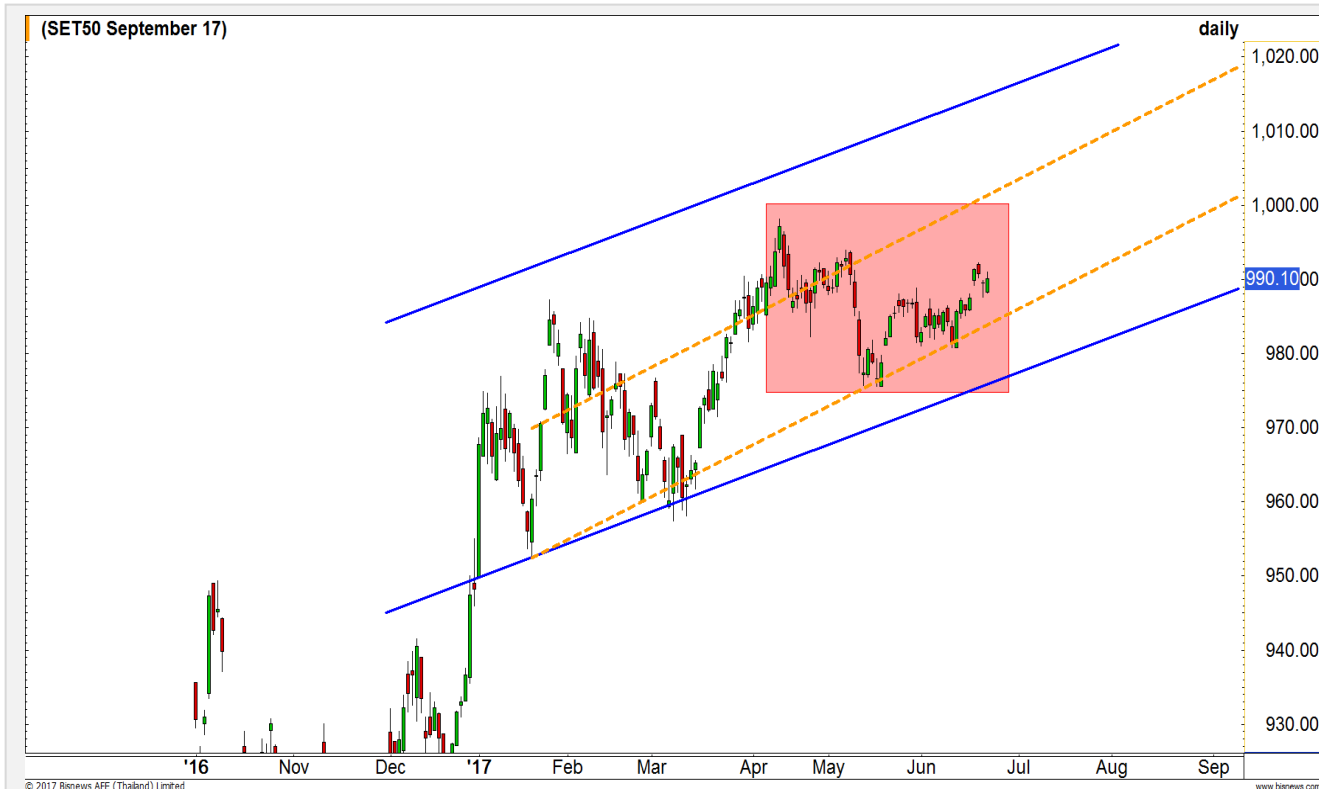 (SET50 September 17)
daily
1,020.00
1,010.00
1,000.00
990.10
980.00
970.00
960.00
950.00
940.00
930.00
'16 Nov Dec '17 Feb Mar Apr May Jun Jul Aug Sep
© 2017 Bisnews AFE (Thailand) Limited
www.bisnews.com